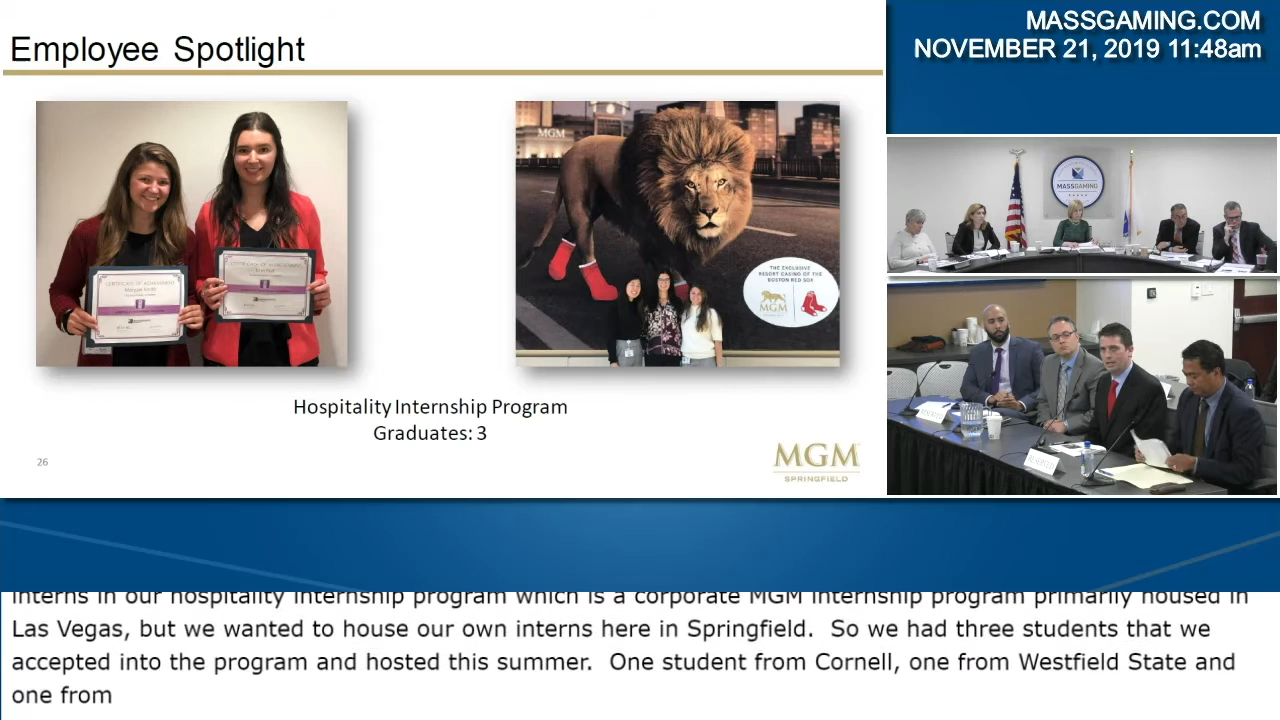 Employee Spotlight
MASSGAMING.COM
NOVEMBER 21, 2019 11:48am
CERTIFICATE OF ACHIEVEMENT
MGM
THE EXCLUSIVE
RESORT CASINO OF THE
BOSTON RED SOX
MGM
MASSGAMING
Hospitality Internship Program
Graduates: 3
26
MGM
SPRINGFIELD
interns in our hospitality internship program which is a corporate MGM internship program primarily housed in
Las Vegas, but we wanted to house our own interns here in Springfield.  So we had three students that we
accepted into the program and hosted this summer.  One student from Cornell, one from Westfield State and
one from